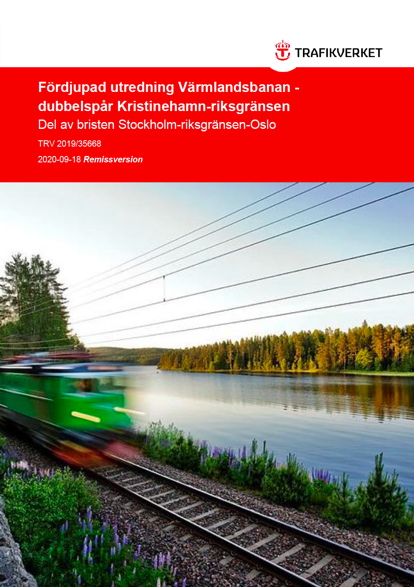 TRAFIKVERKET
Fördjupad utredning Värmlandsbanan -
dubbelspår Kristinehamn-riksgränsen
Del av bristen Stockholm-riksgränsen-Oslo
TRV 2019/35668
2020-09-18 Remissversion